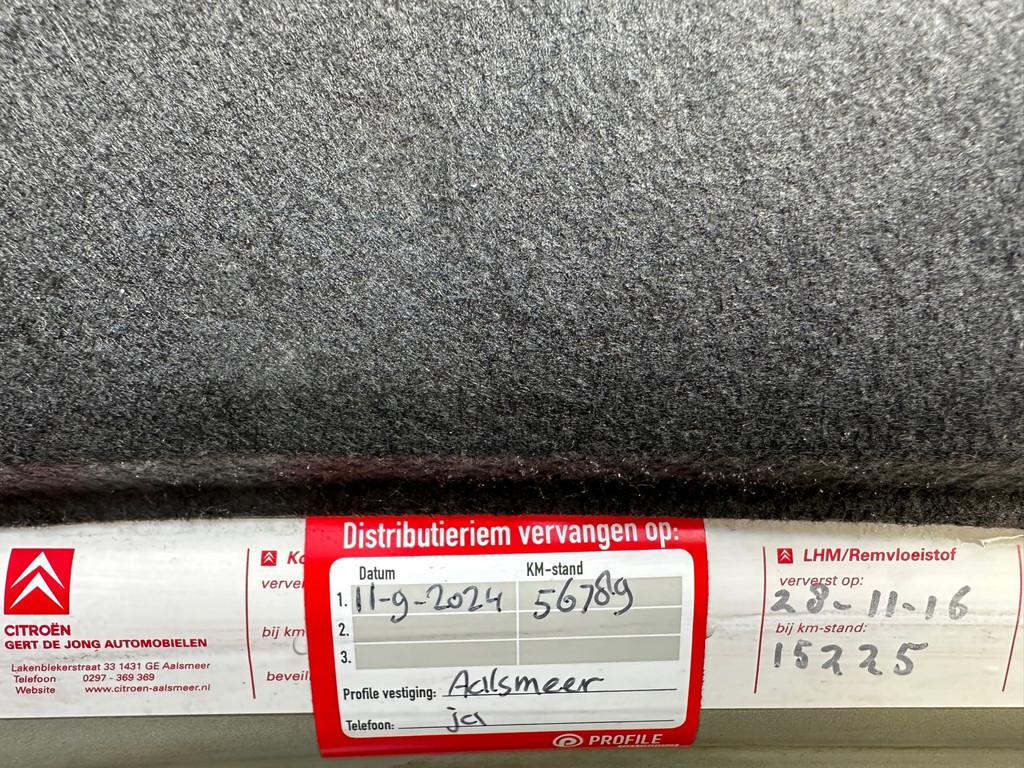 CITROËN
GERT DE JONG AUTOMOBIELEN
Lakenblekerstraat 33 1431 GE Aalsmeer
Telefoon 0297 - 369 369
Website www.citroen-aalsmeer.nl
bij km
Distributieriem vervangen op:
Datum KM-stand
1. 11-9-2024 56789
2.
3.
Profile vestiging: Aalsmeer
Telefoon: ja
PROFILE
LHM/Remvloeistof
ververst op:
28-11-16
bij km-stand:
15225